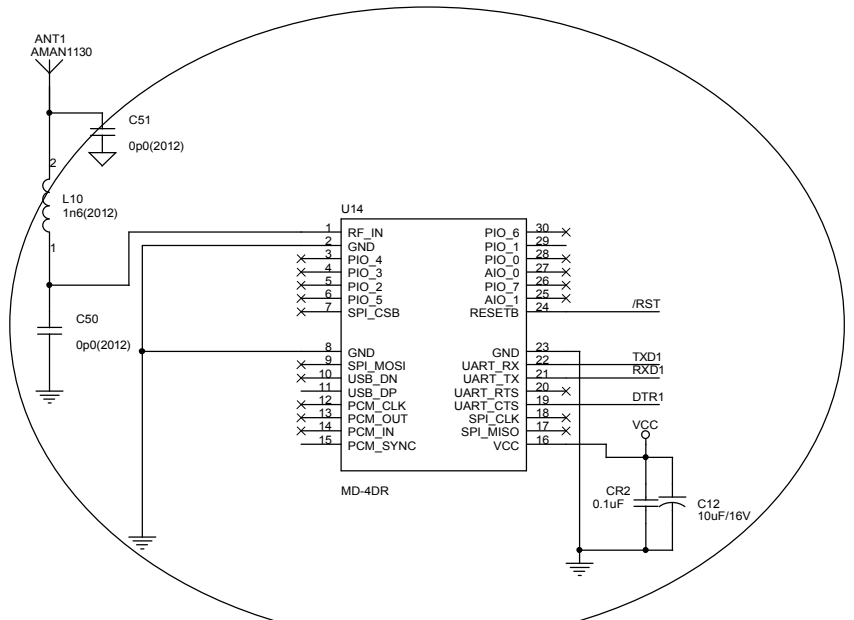 ANT1
AMAN1130
C51
0p0(2012)
2
L10
1n6(2012)
1
C50
0p0(2012)
U14
1 RF_IN
2 GND
3 PIO_4
4 PIO_3
5 PIO_2
6 PIO_5
7 SPI_CSB
8 GND
9 SPI_MOSI
10 USB_DN
11 USB_DP
12 PCM_CLK
13 PCM_OUT
14 PCM_IN
15 PCM_SYNC
PIO_6 30
PIO_1 29
PIO_0 28
AIO_0 27
PIO_7 26
AIO_1 25
RESETB 24 /RST
GND 23
UART_RX 22 TXD1
UART_TX 21 RXD1
UART_RTS 20
UART_CTS 19 DTR1
SPI_CLK 18
SPI_MISO 17
VCC 16
MD-4DR
VCC
CR2
0.1uF
C12
10uF/16V